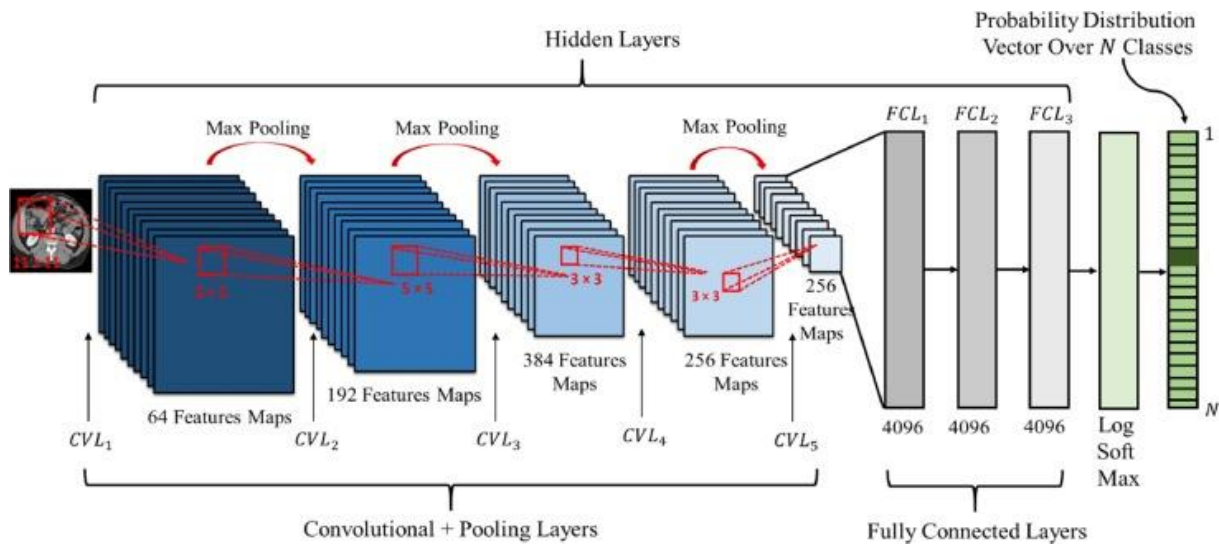 Probability Distribution
Vector Over N Classes
Hidden Layers
FCL₁
FCL₂
FCL₃
Max Pooling
Max Pooling
Max Pooling
1
11 × 11
5 × 5
5 × 5
3 × 3
3 × 3
256
Features
Maps
384 Features
Maps
256 Features
Maps
192 Features Maps
64 Features Maps
N
CVL₁
CVL₂
CVL₃
CVL₄
CVL₅
4096
4096
4096
Log
Soft
Max
Convolutional + Pooling Layers
Fully Connected Layers